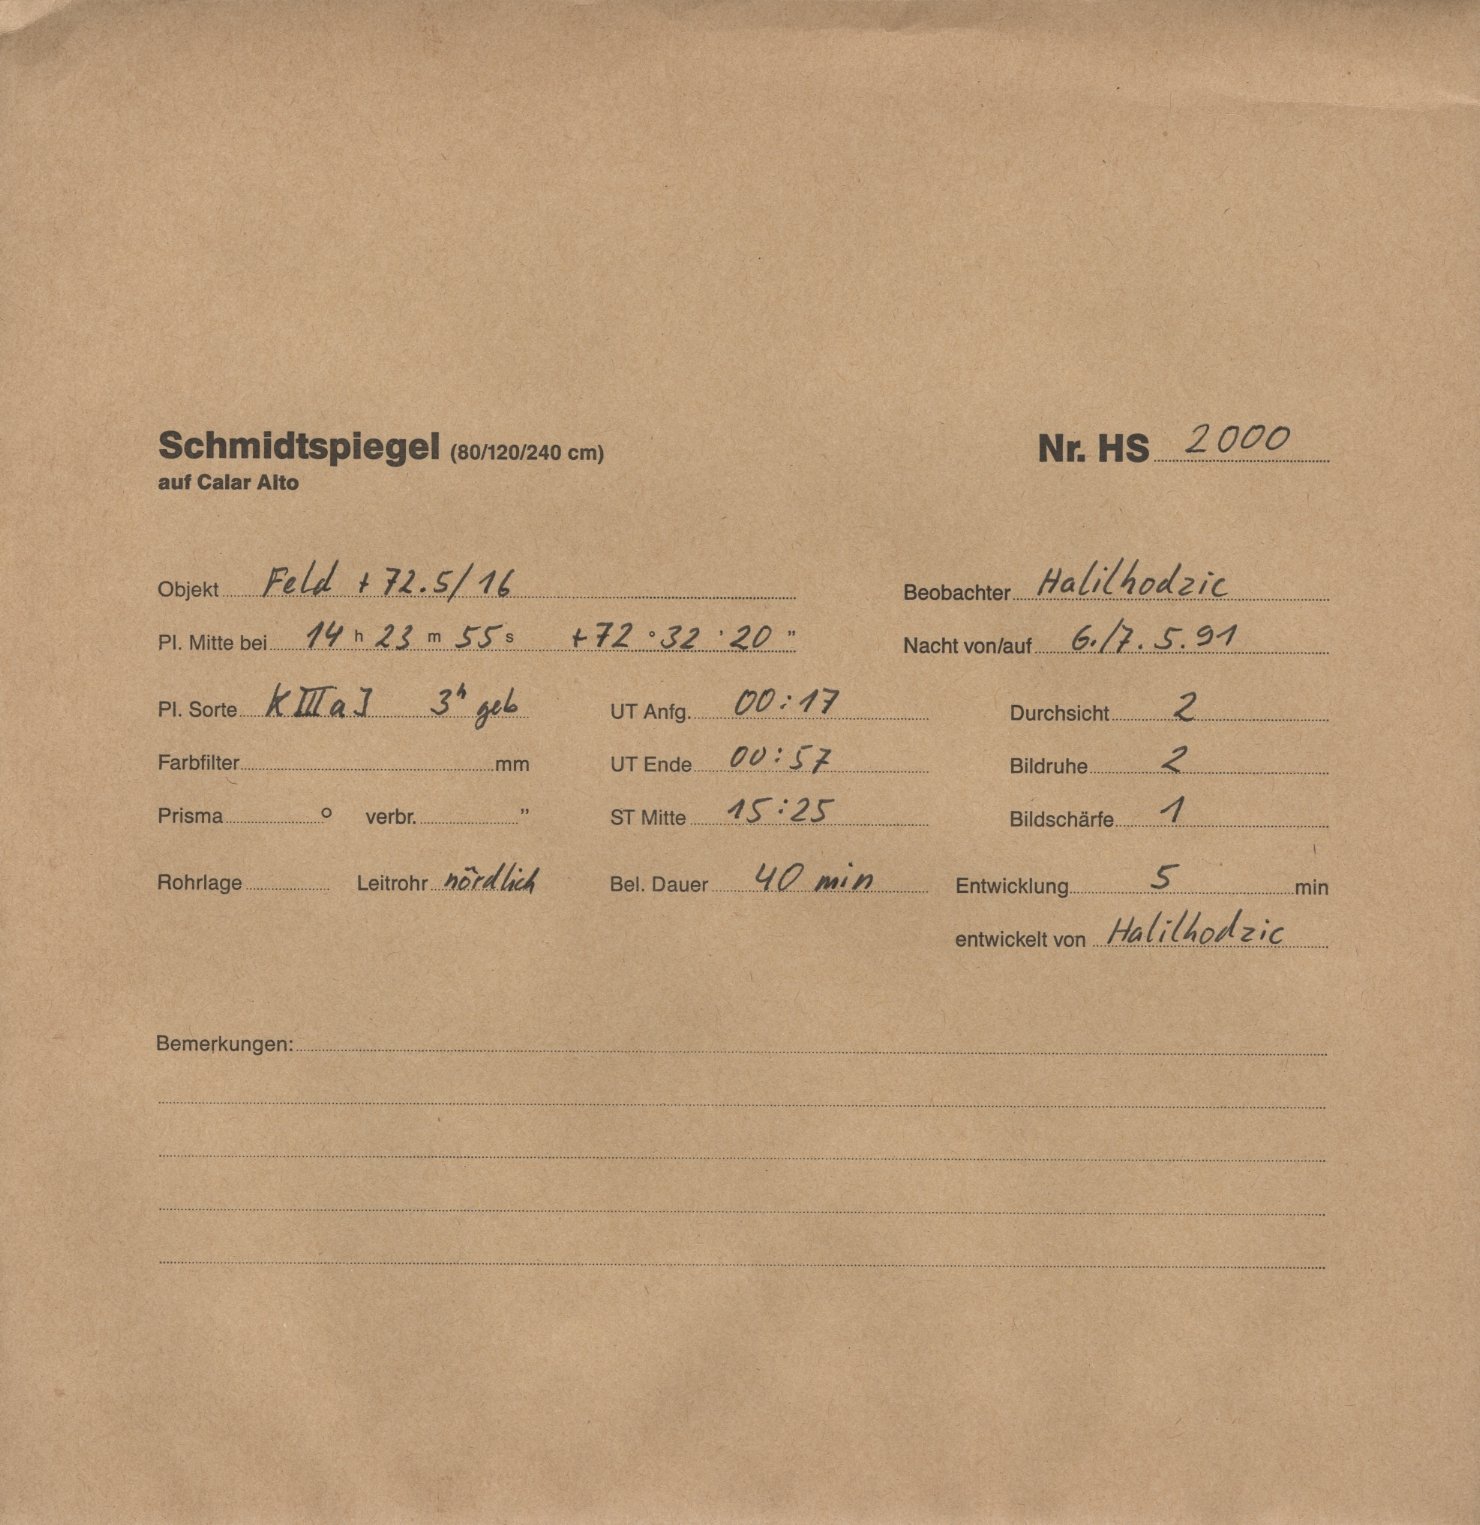 Schmidtspiegel (80/120/240 cm) Nr. HS 2000
auf Calar Alto
Objekt Feld +72.5/16 Beobachter Halilhodzic
Pl. Mitte bei 14 h 23 m 55 s +72 ° 32 ' 20 " Nacht von/auf 6./7.5.91
Pl. Sorte KIIIaJ 3h geb UT Anfg. 00:17 Durchsicht 2
Farbfilter mm UT Ende 00:57 Bildruhe 2
Prisma ° verbr. " ST Mitte 15:25 Bildschärfe 1
Rohrlage Leitrohr nördlich Bel. Dauer 40 min Entwicklung 5 min
entwickelt von Halilhodzic
Bemerkungen: